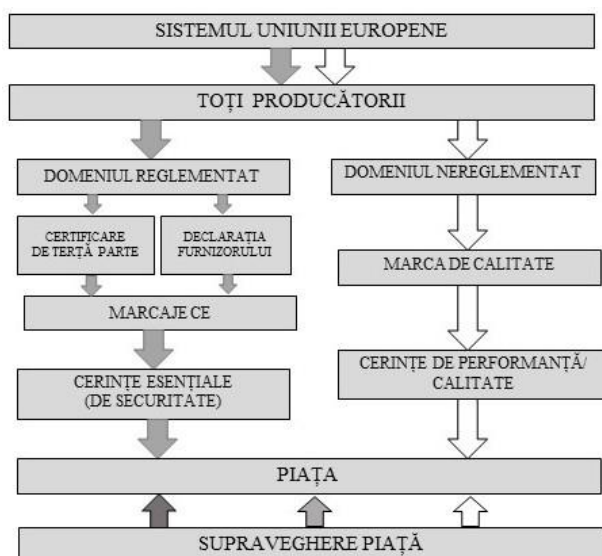 SISTEMUL UNIUNII EUROPENE
TOȚI PRODUCĂTORII
DOMENIUL REGLEMENTAT
DOMENIUL NEREGLEMENTAT
CERTIFICARE
DE TERȚĂ PARTE
DECLARAȚIA
FURNIZORULUI
MARCA DE CALITATE
MARCAJE CE
CERINȚE ESENȚIALE
(DE SECURITATE)
CERINȚE DE PERFORMANȚĂ/
CALITATE
PIAȚA
SUPRAVEGHERE PIAȚĂ